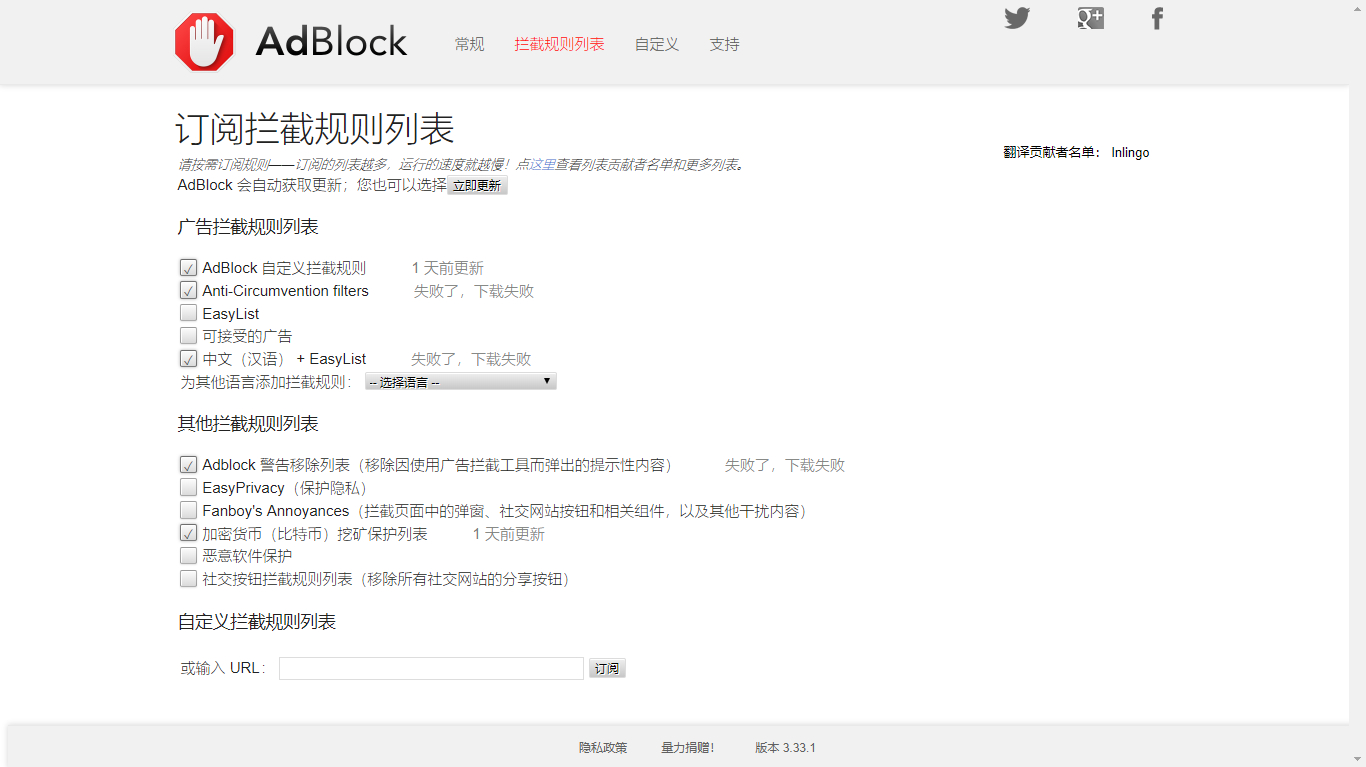 AdBlock 常规 拦截规则列表 自定义 支持
订阅拦截规则列表
请按需订阅规则——订阅的列表越多，运行的速度就越慢！点这里查看列表贡献者名单和更多列表。
翻译贡献者名单： Inlingo
AdBlock 会自动获取更新；您也可以选择 立即更新
广告拦截规则列表
AdBlock 自定义拦截规则 1 天前更新
Anti-Circumvention filters 失败了，下载失败
EasyList
可接受的广告
中文（汉语） + EasyList 失败了，下载失败
为其他语言添加拦截规则： -- 选择语言 --
其他拦截规则列表
Adblock 警告移除列表（移除因使用广告拦截工具而弹出的提示性内容） 失败了，下载失败
EasyPrivacy（保护隐私）
Fanboy's Annoyances（拦截页面中的弹窗、社交网站按钮和相关组件，以及其他干扰内容）
加密货币（比特币）挖矿保护列表 1 天前更新
恶意软件保护
社交按钮拦截规则列表（移除所有社交网站的分享按钮）
自定义拦截规则列表
或输入 URL： 订阅
隐私政策 量力捐赠！ 版本 3.33.1